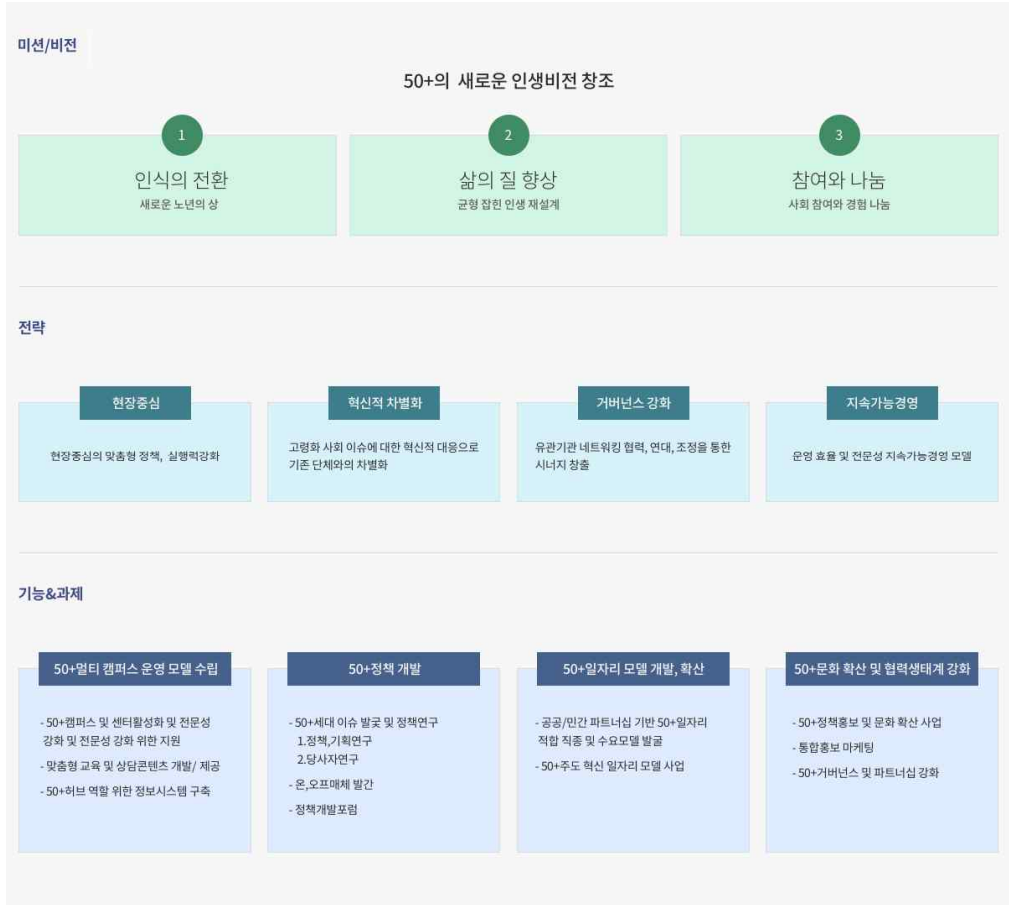 미션/비전
50+의 새로운 인생비전 창조
1
인식의 전환
새로운 노년의 상
2
삶의 질 향상
균형 잡힌 인생 재설계
3
참여와 나눔
사회 참여와 경험 나눔
전략
현장중심
현장중심의 맞춤형 정책, 실행력강화
혁신적 차별화
고령화 사회 이슈에 대한 혁신적 대응으로
기존 단체와의 차별화
거버넌스 강화
유관기관 네트워킹 협력, 연대, 조정을 통한
시너지 창출
지속가능경영
운영 효율 및 전문성 지속가능경영 모델
기능&과제
50+멀티 캠퍼스 운영 모델 수립
- 50+캠퍼스 및 센터활성화 및 전문성
강화 및 전문성 강화 위한 지원
- 맞춤형 교육 및 상담콘텐츠 개발/ 제공
- 50+허브 역할 위한 정보시스템 구축
50+정책 개발
- 50+세대 이슈 발굴 및 정책연구
1.정책,기획연구
2.당사자연구
- 온,오프매체 발간
- 정책개발포럼
50+일자리 모델 개발, 확산
- 공공/민간 파트너십 기반 50+일자리
적합 직종 및 수요모델 발굴
- 50+주도 혁신 일자리 모델 사업
50+문화 확산 및 협력생태계 강화
- 50+정책홍보 및 문화 확산 사업
- 통합홍보 마케팅
- 50+거버넌스 및 파트너십 강화